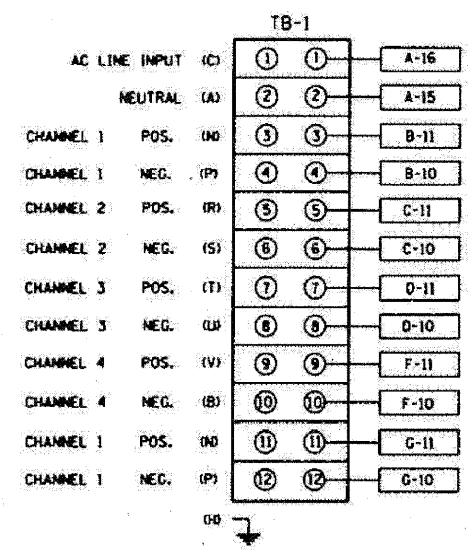 TB-1
AC LINE INPUT (C) 1 1 A-16
NEUTRAL (A) 2 2 A-15
CHANNEL 1 POS. (N) 3 3 B-11
CHANNEL 1 NEG. (P) 4 4 B-10
CHANNEL 2 POS. (R) 5 5 C-11
CHANNEL 2 NEG. (S) 6 6 C-10
CHANNEL 3 POS. (T) 7 7 D-11
CHANNEL 3 NEG. (U) 8 8 D-10
CHANNEL 4 POS. (V) 9 9 F-11
CHANNEL 4 NEG. (B) 10 10 F-10
CHANNEL 1 POS. (N) 11 11 G-11
CHANNEL 1 NEG. (P) 12 12 G-10
(H)